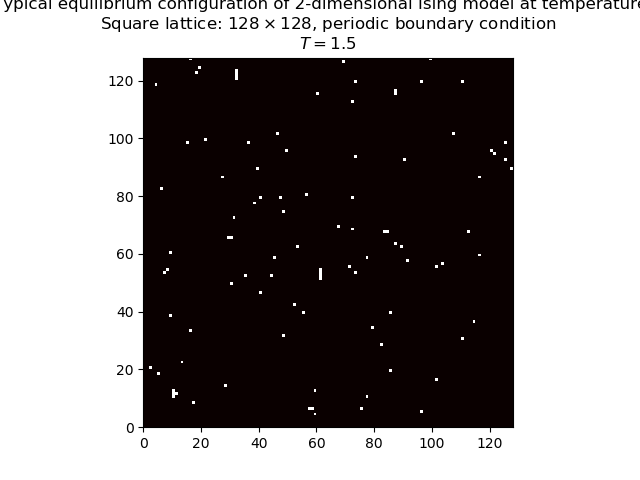 ypical equilibrium configuration of 2-dimensional Ising model at temperature
Square lattice: 128 × 128, periodic boundary condition
T = 1.5
120
100
80
60
40
20
0
0 20 40 60 80 100 120